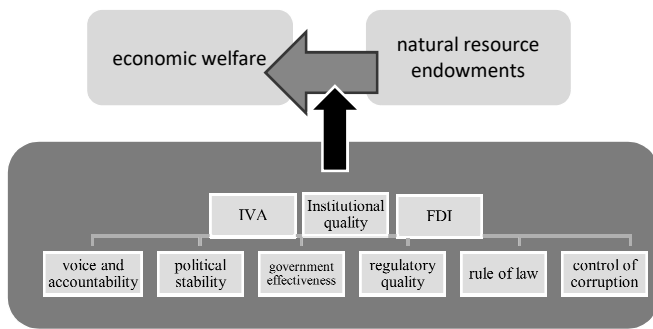 economic welfare
natural resource
endowments
IVA
Institutional
quality
FDI
voice and
accountability
political
stability
government
effectiveness
regulatory
quality
rule of law
control of
corruption